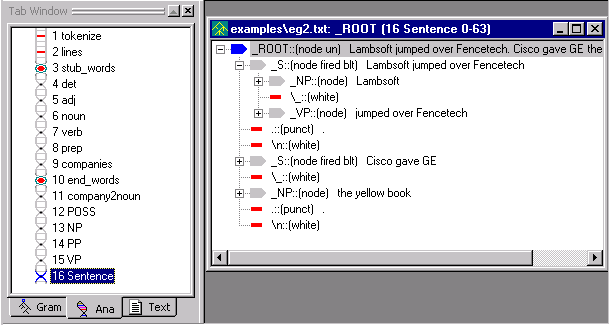 Tab Window
1 tokenize
2 lines
3 stub_words
4 det
5 adj
6 noun
7 verb
8 prep
9 companies
10 end_words
11 company2noun
12 POSS
13 NP
14 PP
15 VP
16 Sentence
Gram Ana Text
examples\eg2.txt: _ROOT (16 Sentence 0-63)
_ROOT::(node un) Lambsoft jumped over Fencetech. Cisco gave GE the
_S::(node fired blt) Lambsoft jumped over Fencetech
_NP::(node) Lambsoft
\_::(white)
_VP::(node) jumped over Fencetech
.::(punct) .
\n::(white)
_S::(node fired blt) Cisco gave GE
\_::(white)
_NP::(node) the yellow book
.::(punct) .
\n::(white)